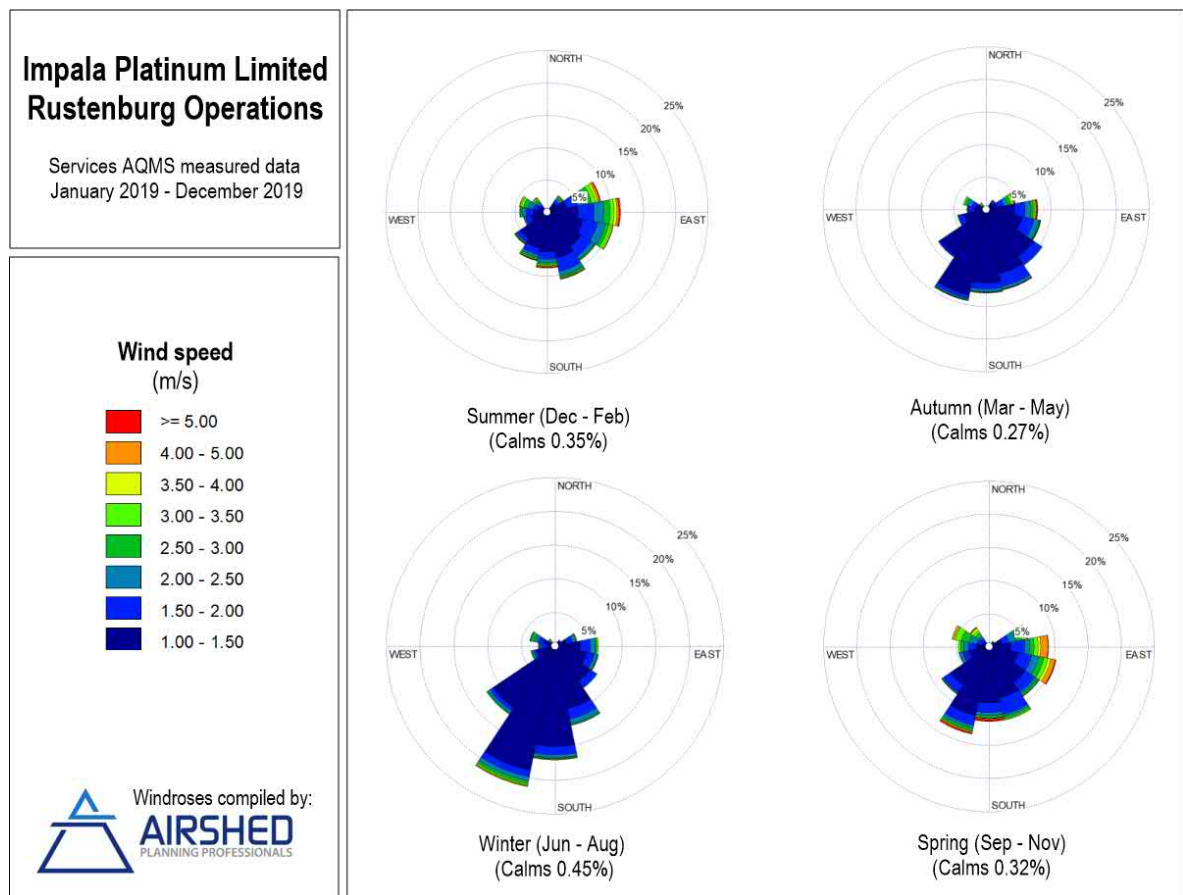 Impala Platinum Limited
Rustenburg Operations
Services AQMS measured data
January 2019 - December 2019
Wind speed
(m/s)
>= 5.00
4.00 - 5.00
3.50 - 4.00
3.00 - 3.50
2.50 - 3.00
2.00 - 2.50
1.50 - 2.00
1.00 - 1.50
Windroses compiled by:
AIRSHED
PLANNING PROFESSIONALS
NORTH
25%
20%
15%
10%
5%
WEST
EAST
SOUTH
Summer (Dec - Feb)
(Calms 0.35%)
NORTH
25%
20%
15%
10%
5%
WEST
EAST
SOUTH
Autumn (Mar - May)
(Calms 0.27%)
NORTH
25%
20%
15%
10%
5%
WEST
EAST
SOUTH
Winter (Jun - Aug)
(Calms 0.45%)
NORTH
25%
20%
15%
10%
5%
WEST
EAST
SOUTH
Spring (Sep - Nov)
(Calms 0.32%)